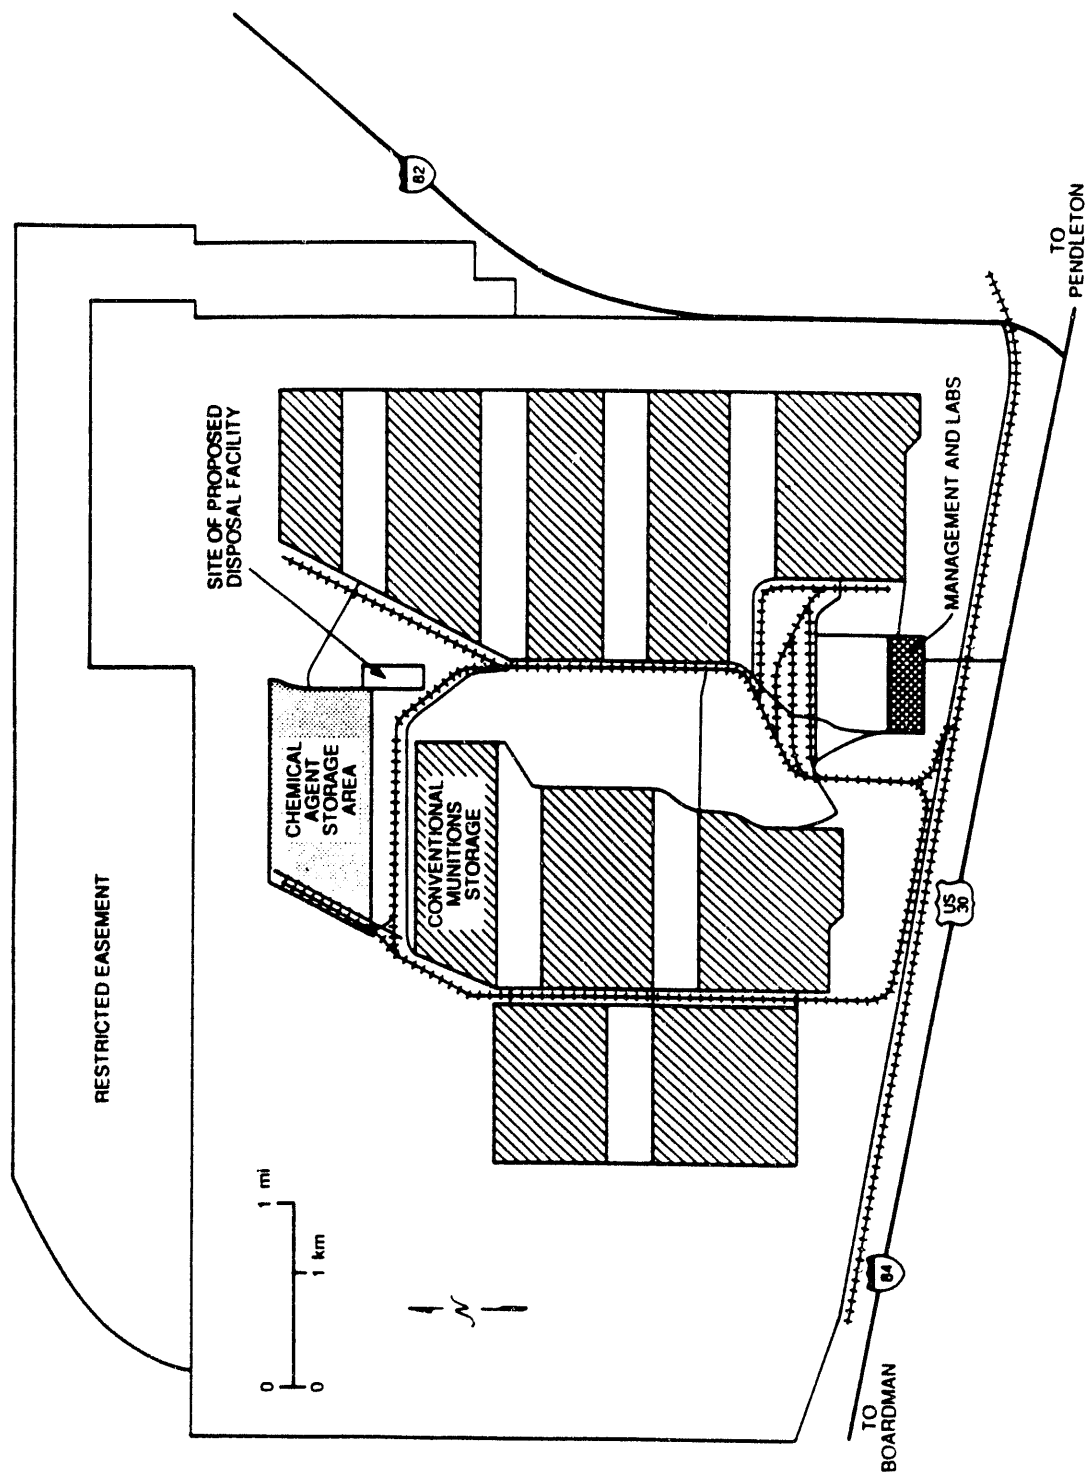 RESTRICTED EASEMENT
82
SITE OF PROPOSED
DISPOSAL FACILITY
CHEMICAL
AGENT
STORAGE
AREA
CONVENTIONAL
MUNITIONS
STORAGE
0
1 mi
0
1 km
N
MANAGEMENT AND LABS
US
30
84
TO
BOARDMAN
TO
PENDLETON